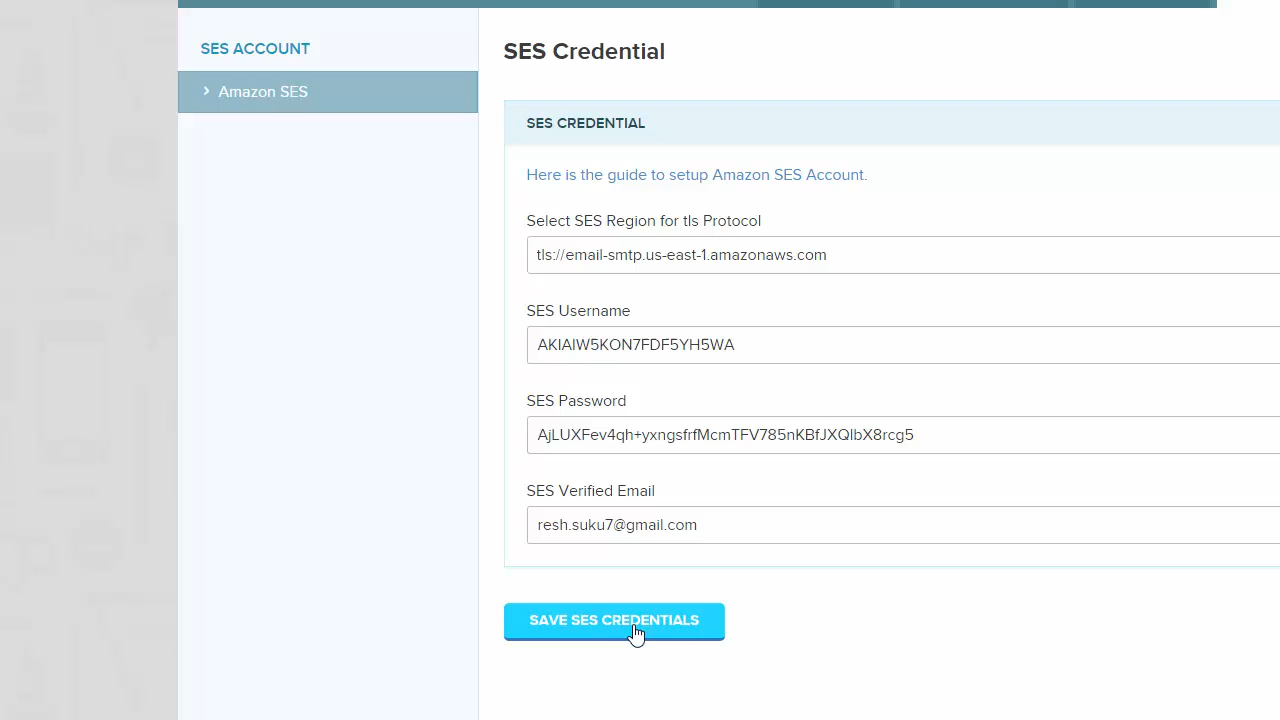 SES ACCOUNT
Amazon SES
SES Credential
SES CREDENTIAL
Here is the guide to setup Amazon SES Account.
Select SES Region for tls Protocol
tls://email-smtp.us-east-1.amazonaws.com
SES Username
AKIAIW5KON7FDF5YH5WA
SES Password
AjLUXFev4qh+yxngsfrfMcmTFV785nKBfJXQlbX8rcg5
SES Verified Email
resh.suku7@gmail.com
SAVE SES CREDENTIALS